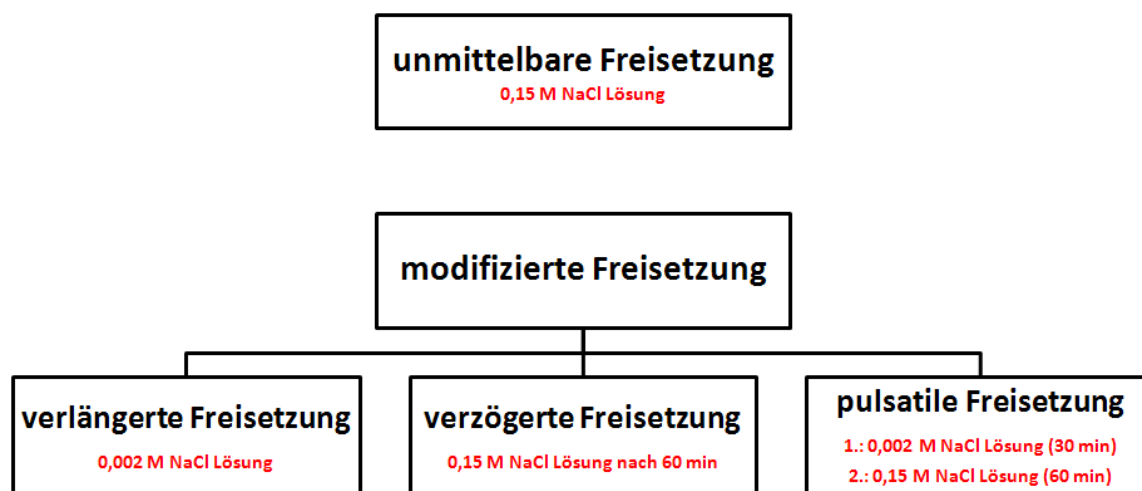 unmittelbare Freisetzung
0,15 M NaCl Lösung
modifizierte Freisetzung
verlängerte Freisetzung
0,002 M NaCl Lösung
verzögerte Freisetzung
0,15 M NaCl Lösung nach 60 min
pulsatile Freisetzung
1.: 0,002 M NaCl Lösung (30 min)
2.: 0,15 M NaCl Lösung (60 min)